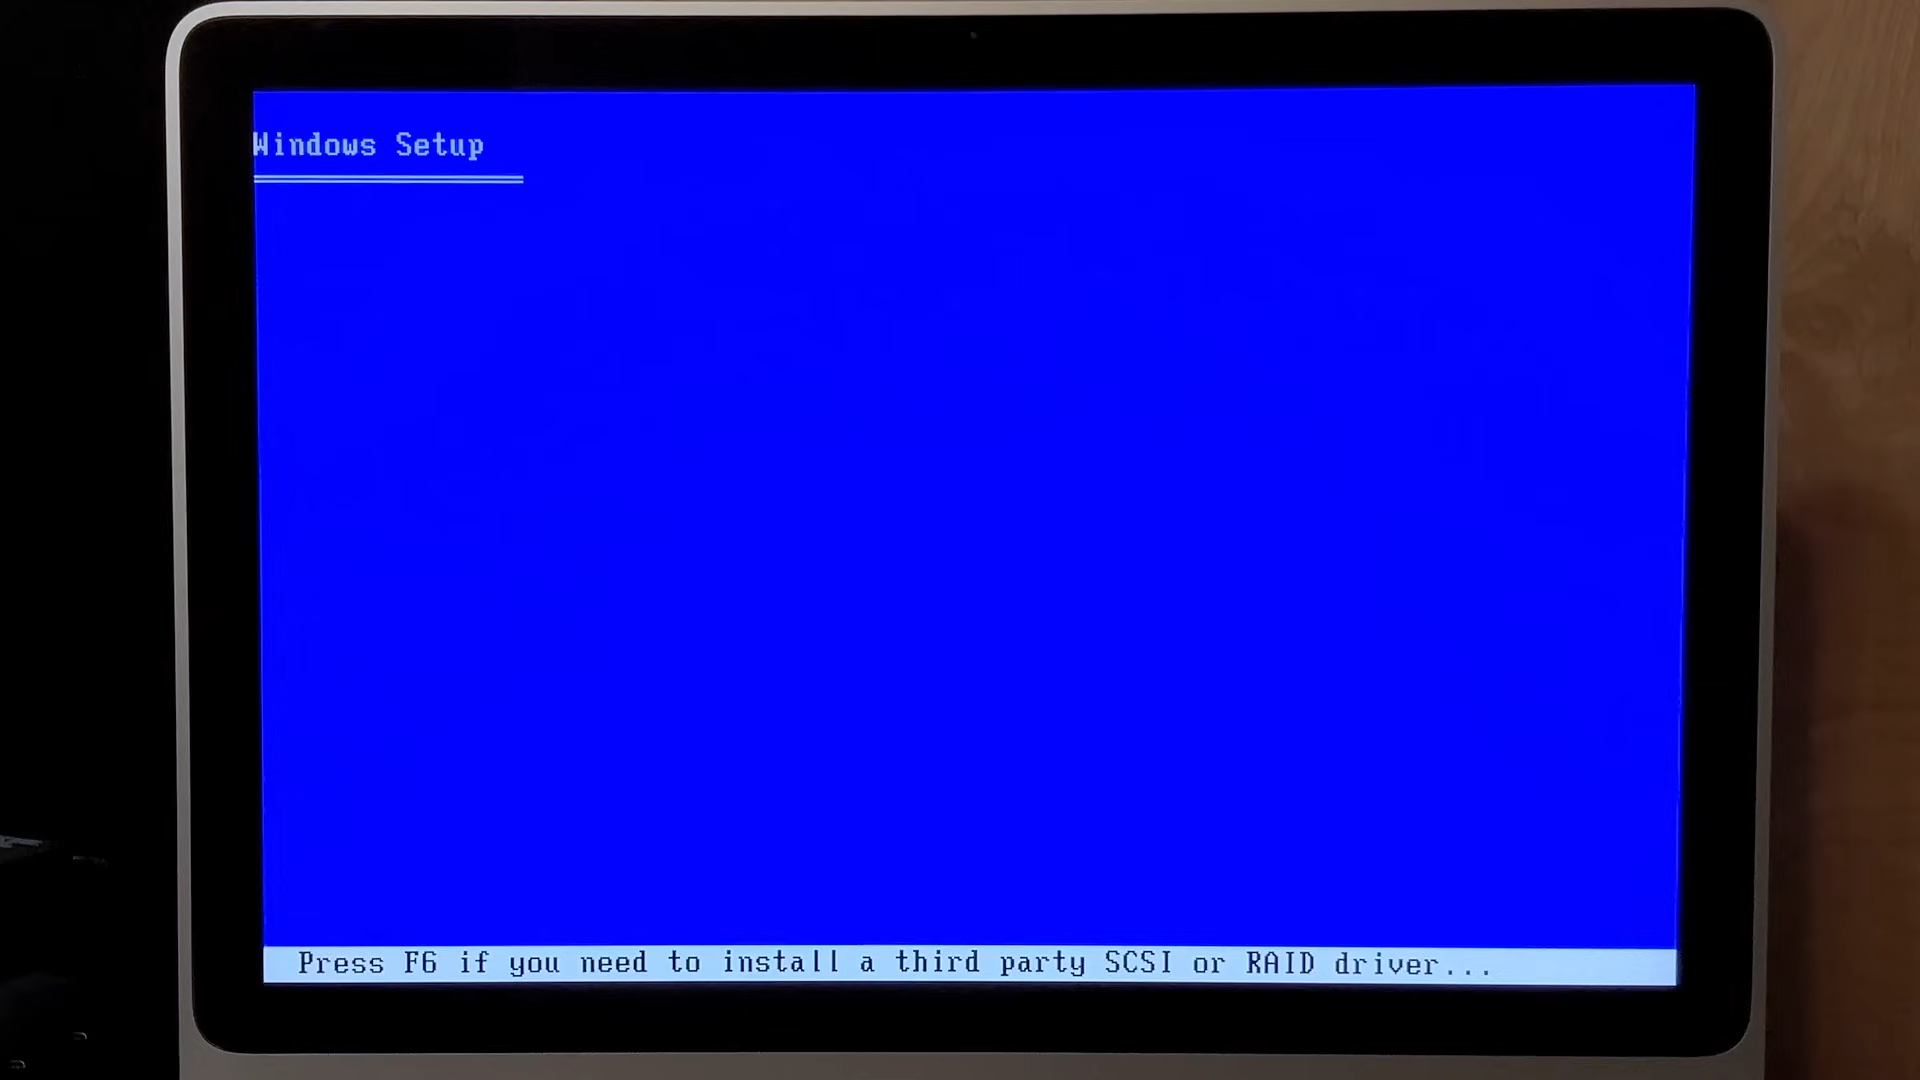 Windows Setup
Press F6 if you need to install a third party SCSI or RAID driver...